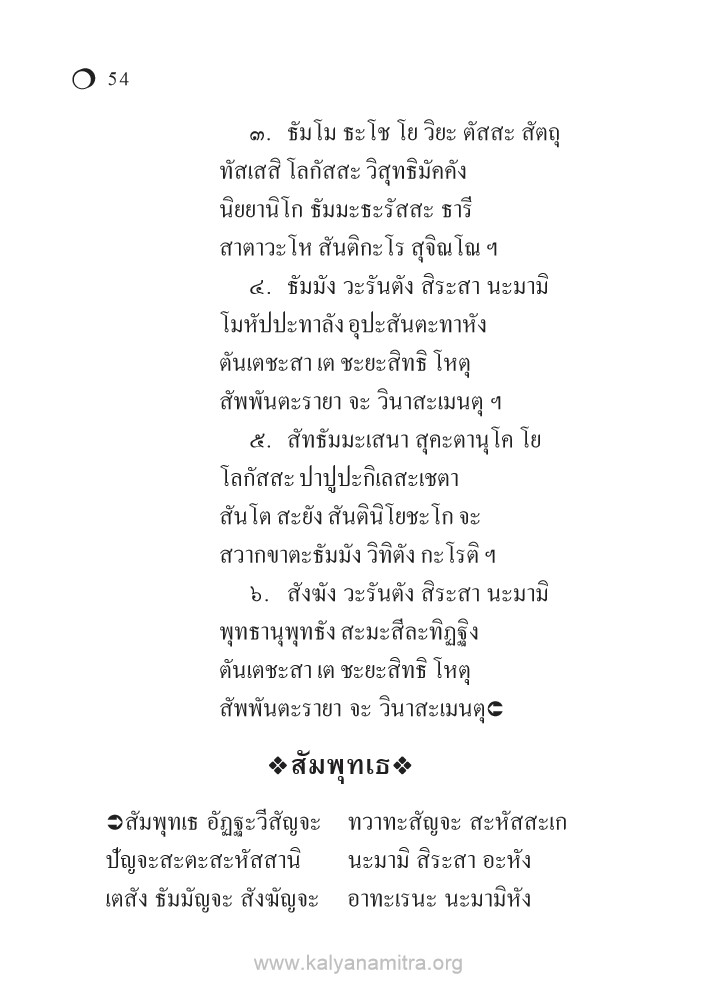 54
๓. ธัมโม ธะโช โย วิยะ ตัสสะ สัตถุ
ทัสเสสิ โลกัสสะ วิสุทธิมัคคัง
นิยยานิโก ธัมมะธะรัสสะ ธารี
สาตาวะโห สันติกะโร สุจิณโณ ฯ
๔. ธัมมัง วะรันตัง สิระสา นะมามิ
โมหัปปะทาลัง อุปะสันตะทาหัง
ตันเตชะสา เต ชะยะสิทธิ โหตุ
สัพพันตะรายา จะ วินาสะเมนตุ ฯ
๕. สัทธัมมะเสนา สุคะตานุโค โย
โลกัสสะ ปาปูปะกิเลสะเชตา
สันโต สะยัง สันตินิโยชะโก จะ
สวากขาตะธัมมัง วิทิตัง กะโรติ ฯ
๖. สังฆัง วะรันตัง สิระสา นะมามิ
พุทธานุพุทธัง สะมะสีละทิฏฐิง
ตันเตชะสา เต ชะยะสิทธิ โหตุ
สัพพันตะรายา จะ วินาสะเมนตุ➲
❖สัมพุทเธ❖
➲สัมพุทเธ อัฏฐะวีสัญจะ ทวาทะสัญจะ สะหัสสะเก
ปัญจะสะตะสะหัสสานิ นะมามิ สิระสา อะหัง
เตสัง ธัมมัญจะ สังฆัญจะ อาทะเรนะ นะมามิหัง
www.kalyanamitra.org